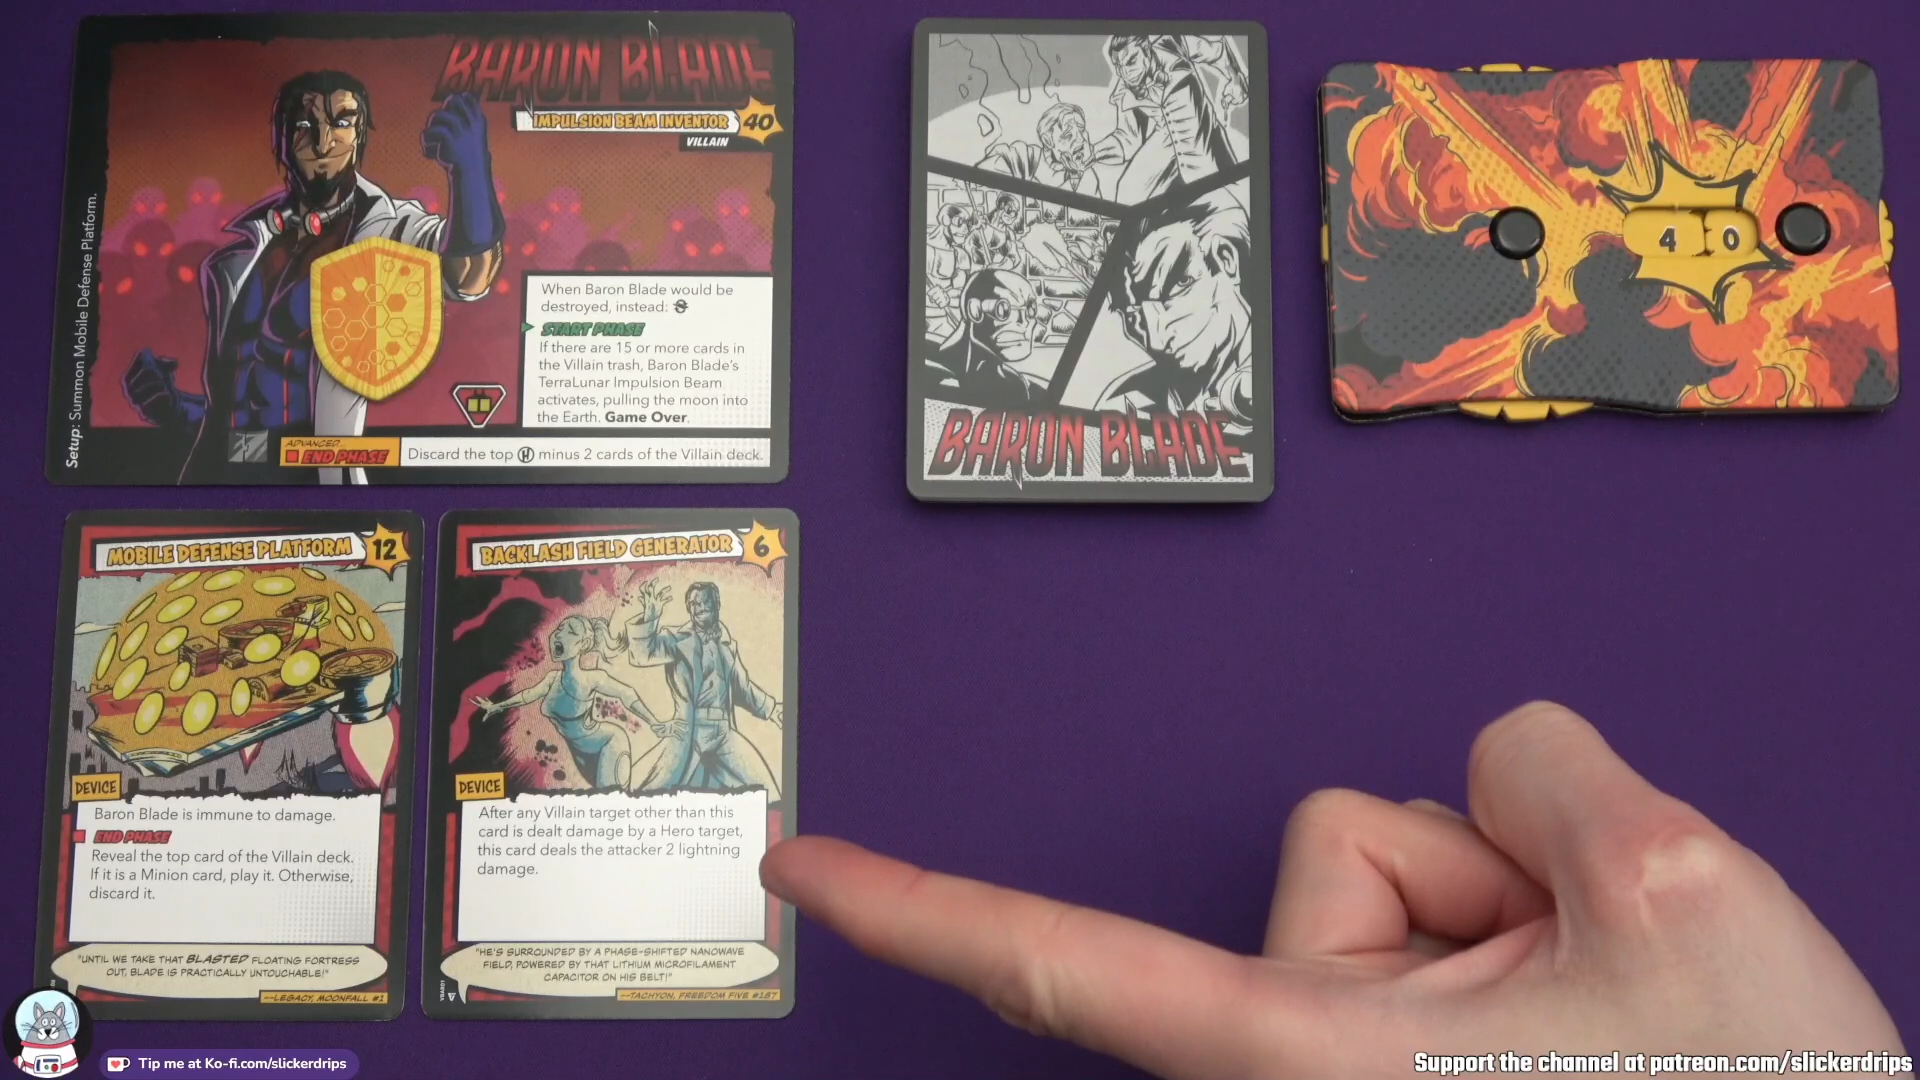 BARON BLADE
IMPULSION BEAM INVENTOR 40
VILLAIN
Setup: Summon Mobile Defense Platform.
When Baron Blade would be
destroyed, instead:
START PHASE
If there are 15 or more cards in
the Villain trash, Baron Blade's
TerraLunar Impulsion Beam
activates, pulling the moon into
the Earth. Game Over.
ADVANCED...
END PHASE
Discard the top H minus 2 cards of the Villain deck.
BARON BLADE
4 0
MOBILE DEFENSE PLATFORM 12
DEVICE
Baron Blade is immune to damage.
END PHASE
Reveal the top card of the Villain deck.
If it is a Minion card, play it. Otherwise,
discard it.
"UNTIL WE TAKE THAT BLASTED FLOATING FORTRESS
OUT, BLADE IS PRACTICALLY UNTOUCHABLE!"
—LEGACY, MOONFALL #1
BACKLASH FIELD GENERATOR 6
DEVICE
After any Villain target other than this
card is dealt damage by a Hero target,
this card deals the attacker 2 lightning
damage.
"HE'S SURROUNDED BY A PHASE-SHIFTED NANOWAVE
FIELD, POWERED BY THAT LITHIUM MICROFILAMENT
CAPACITOR ON HIS BELT!"
—TACHYON, FREEDOM FIVE #187
Tip me at Ko-fi.com/slickerdrips
Support the channel at patreon.com/slickerdrips